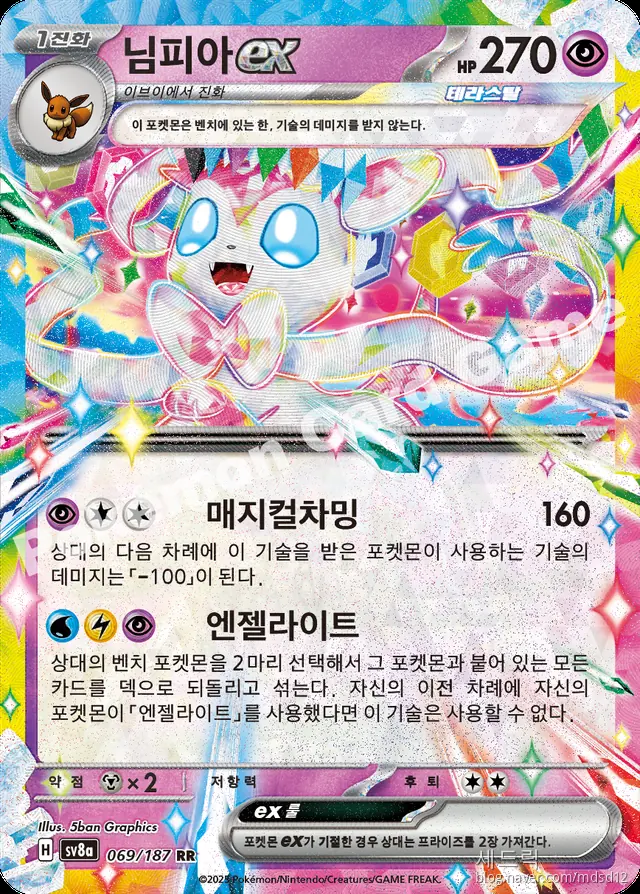 1진화
님피아ex
HP 270
이브이에서 진화
테라스탈
이 포켓몬은 벤치에 있는 한, 기술의 데미지를 받지 않는다.
Pokémon Card Game
매지컬차밍 160
상대의 다음 차례에 이 기술을 받은 포켓몬이 사용하는 기술의
데미지는 「-100」이 된다.
엔젤라이트
상대의 벤치 포켓몬을 2마리 선택해서 그 포켓몬과 붙어 있는 모든
카드를 덱으로 되돌리고 섞는다. 자신의 이전 차례에 자신의
포켓몬이 「엔젤라이트」를 사용했다면 이 기술은 사용할 수 없다.
약점 ×2 저항력 후퇴
ex 룰
포켓몬 ex가 기절한 경우 상대는 프라이즈를 2장 가져간다.
Illus. 5ban Graphics
H sv8a 069/187 RR
©2025 Pokémon/Nintendo/Creatures/GAME FREAK.
세드릭
blog.naver.com/mdsd12